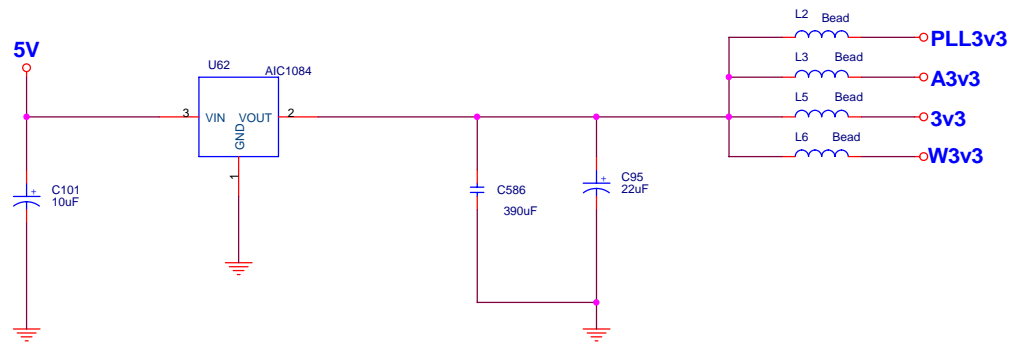 L2 Bead
PLL3v3
5V
U62
AIC1084
L3 Bead
A3v3
L5 Bead
3v3
3 VIN VOUT 2
GND
1
L6 Bead
W3v3
C101
10uF
C586
390uF
C95
22uF
+
+